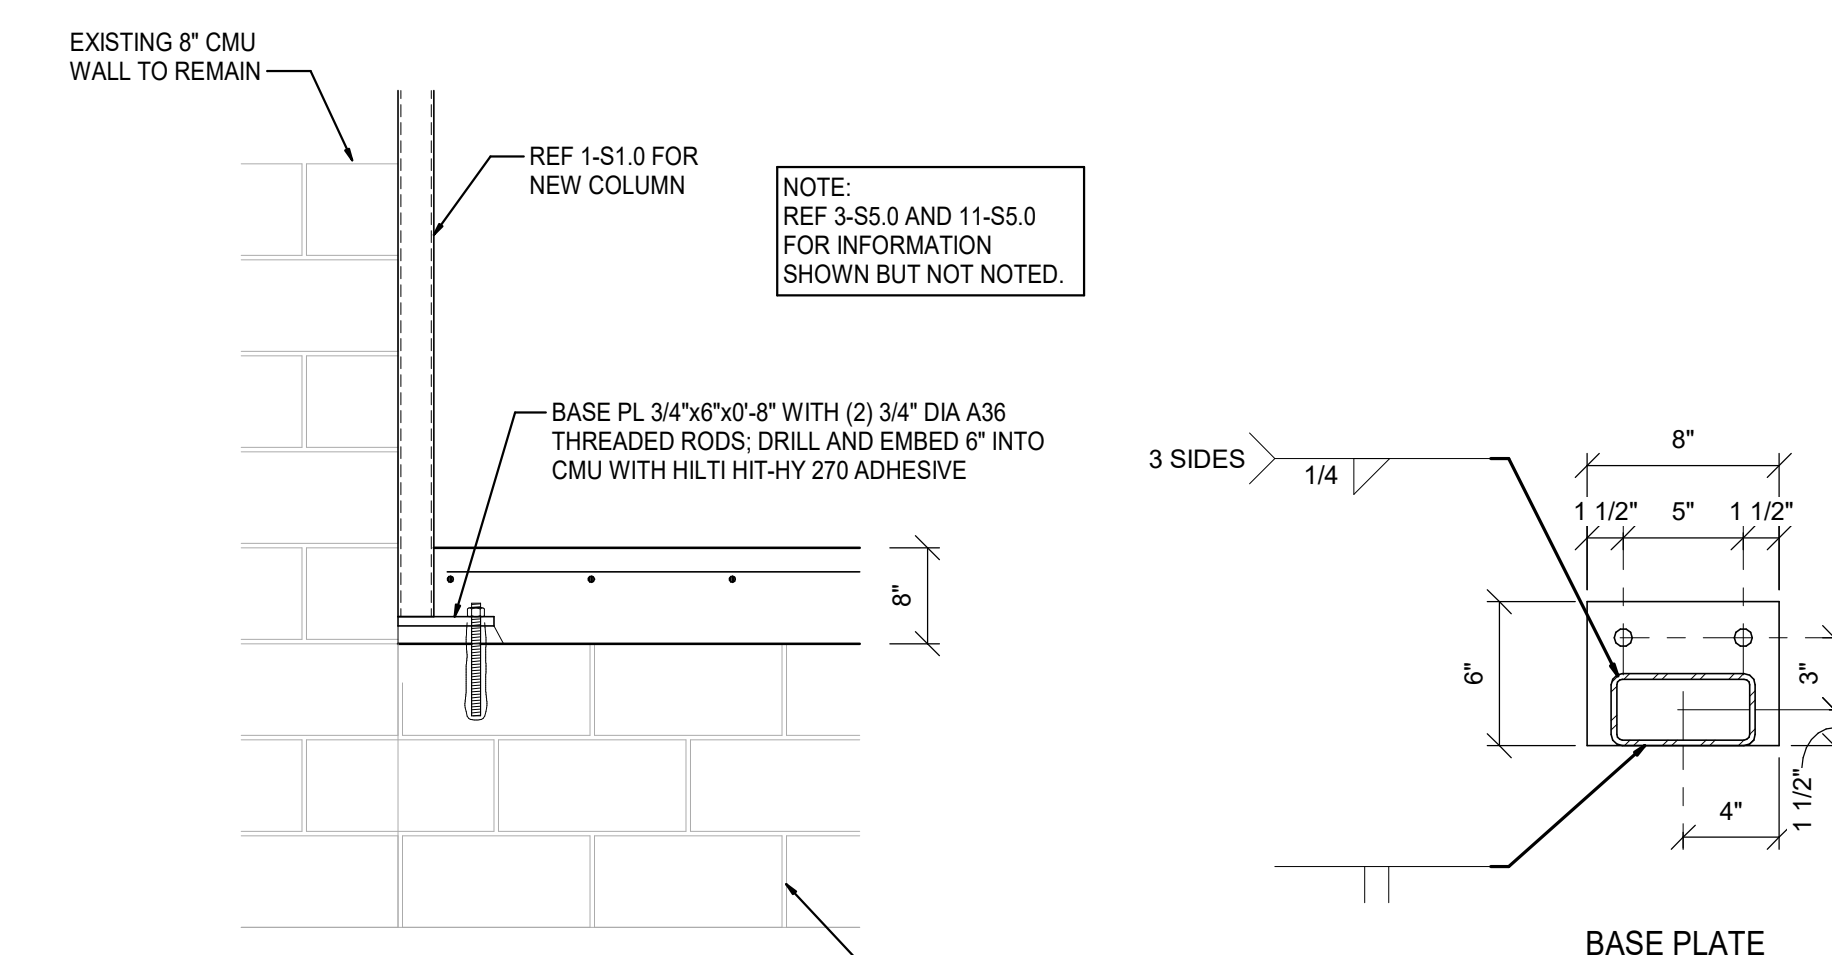 EXISTING 8" CMU
WALL TO REMAIN
REF 1-S1.0 FOR
NEW COLUMN
NOTE:
REF 3-S5.0 AND 11-S5.0
FOR INFORMATION
SHOWN BUT NOT NOTED.
BASE PL 3/4"x6"x0'-8" WITH (2) 3/4" DIA A36
THREADED RODS; DRILL AND EMBED 6" INTO
CMU WITH HILTI HIT-HY 270 ADHESIVE
8"
3 SIDES
1/4
8"
1 1/2"
5"
1 1/2"
6"
3"
1 1/2"
4"
BASE PLATE